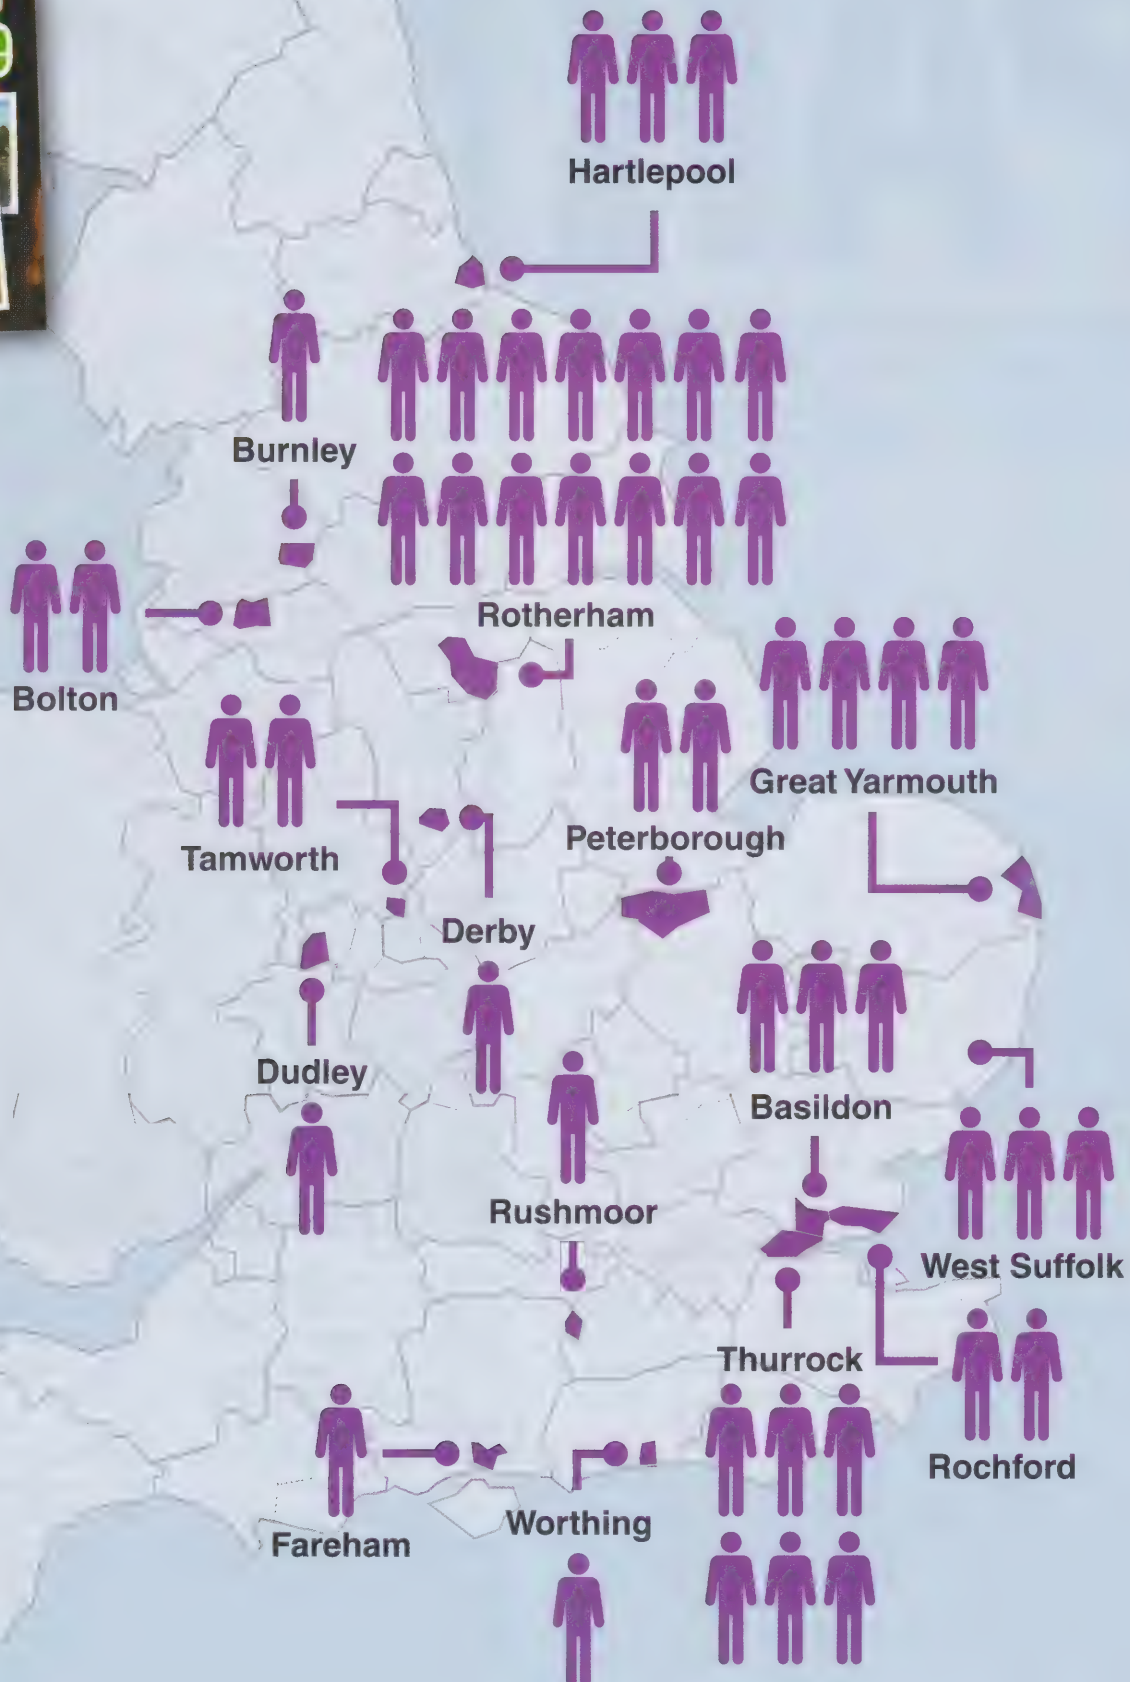 Hartlepool
Burnley
Rotherham
Bolton
Great Yarmouth
Peterborough
Tamworth
Derby
Dudley
Basildon
Rushmoor
West Suffolk
Thurrock
Rochford
Worthing
Fareham